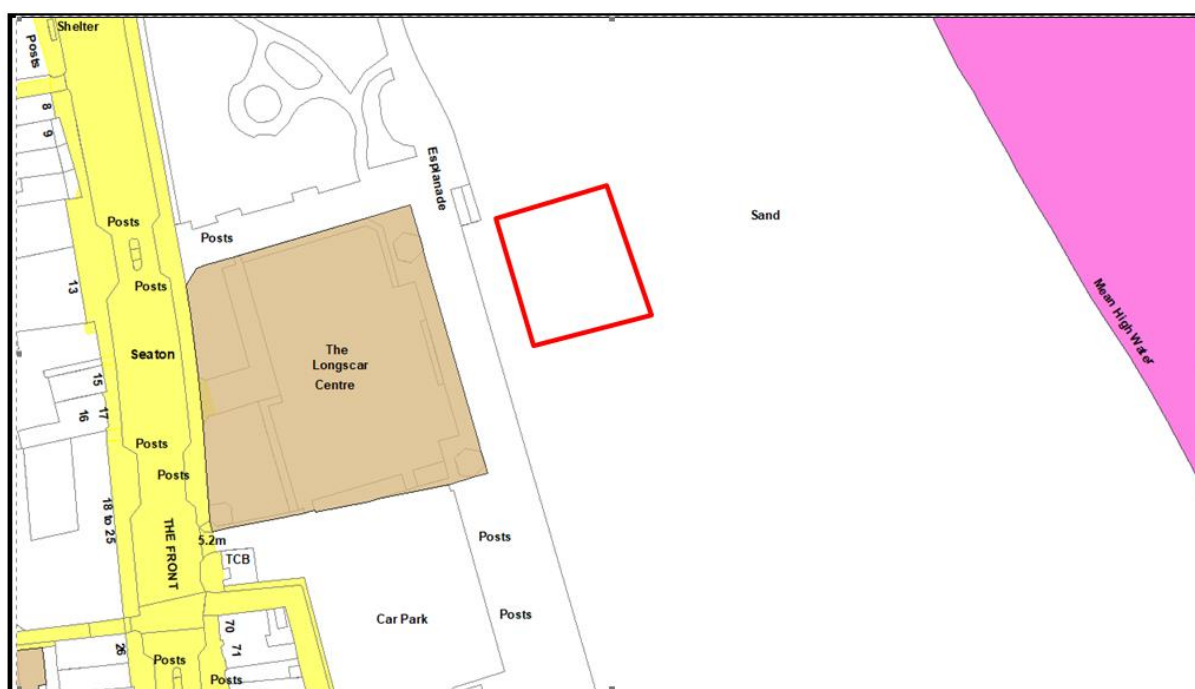 Shelter
Posts
8
9
Esplanade
Posts
Sand
Posts
13
Posts
Mean High Water
Seaton
The
Longscar
Centre
15
17
16
Posts
Posts
18 to 25
THE FRONT
5.2m
Posts
TCB
Car Park
Posts
70
71
26
Posts
Posts